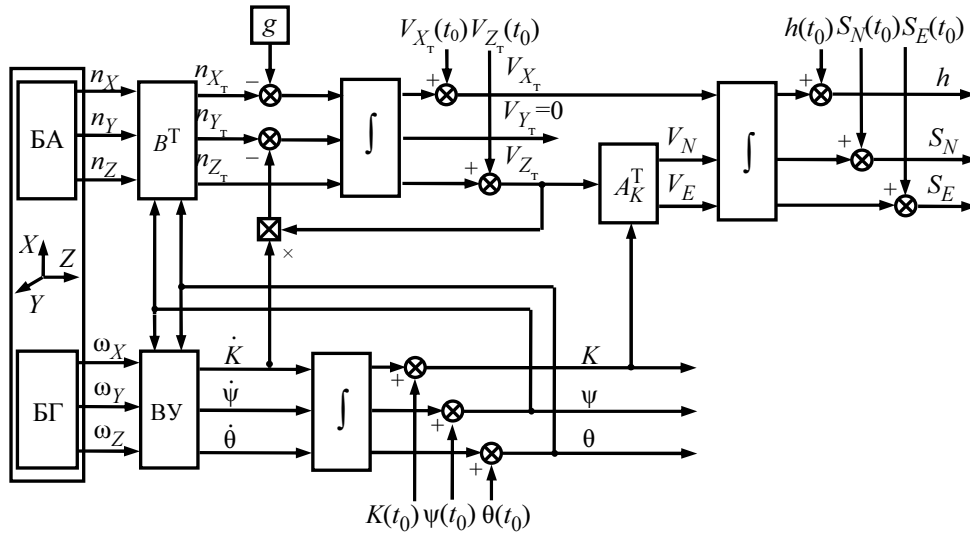 g
V_{X_т}(t_0) V_{Z_т}(t_0)
h(t_0) S_N(t_0) S_E(t_0)
n_X
n_{X_т}
−
+
V_{X_т}
+
h
БА
n_Y
B^T
n_{Y_т}
−
∫
V_{Y_т}=0
∫
V_N
+
S_N
n_Z
n_{Z_т}
+
V_{Z_т}
A_K^T
V_E
+
S_E
×
X
Z
Y
ω_X
K̇
+
K
БГ
ω_Y
ВУ
ψ̇
∫
+
ψ
ω_Z
θ̇
+
θ
K(t_0) ψ(t_0) θ(t_0)